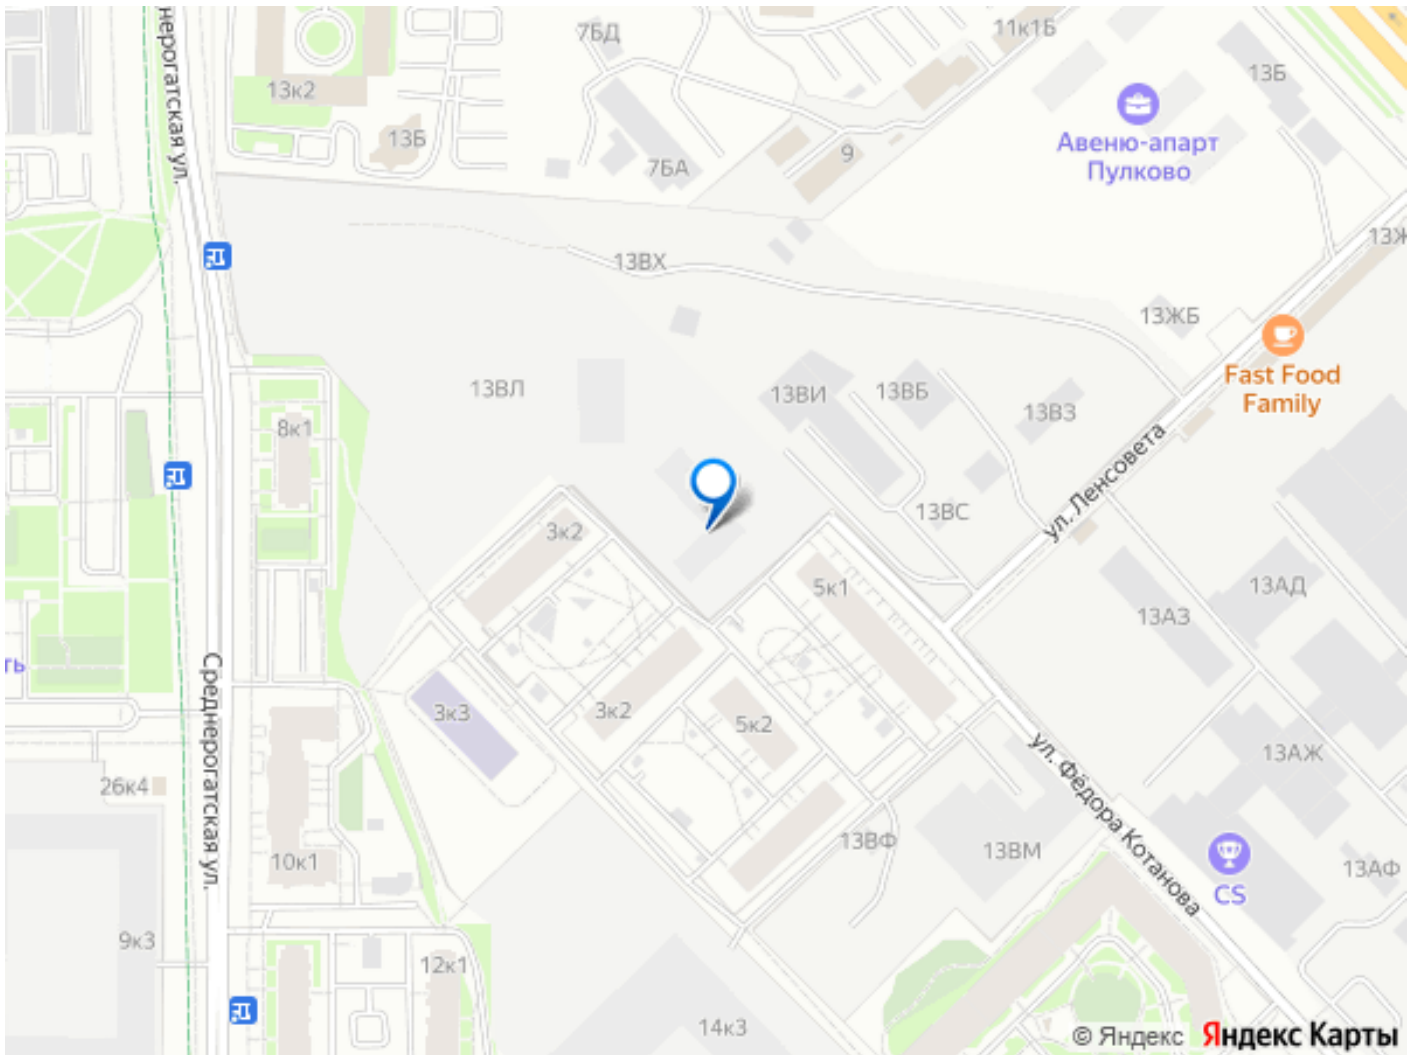 нерогатская ул.
7БД
11к1Б
13к2
13Б
13Б
7БА
9
Авеню-апарт
Пулково
13Ж
13ВХ
13ЖБ
Fast Food
Family
13ВЛ
13ВИ
13ВБ
13ВЗ
8к1
ул. Ленсовета
13ВС
3к2
5к1
13АД
13АЗ
ть
Среднерогатская ул.
3к3
3к2
5к2
ул. Фёдора Котанова
13АЖ
26к4
13ВФ
13ВМ
10к1
13АФ
CS
9к3
12к1
14к3
© Яндекс Яндекс Карты